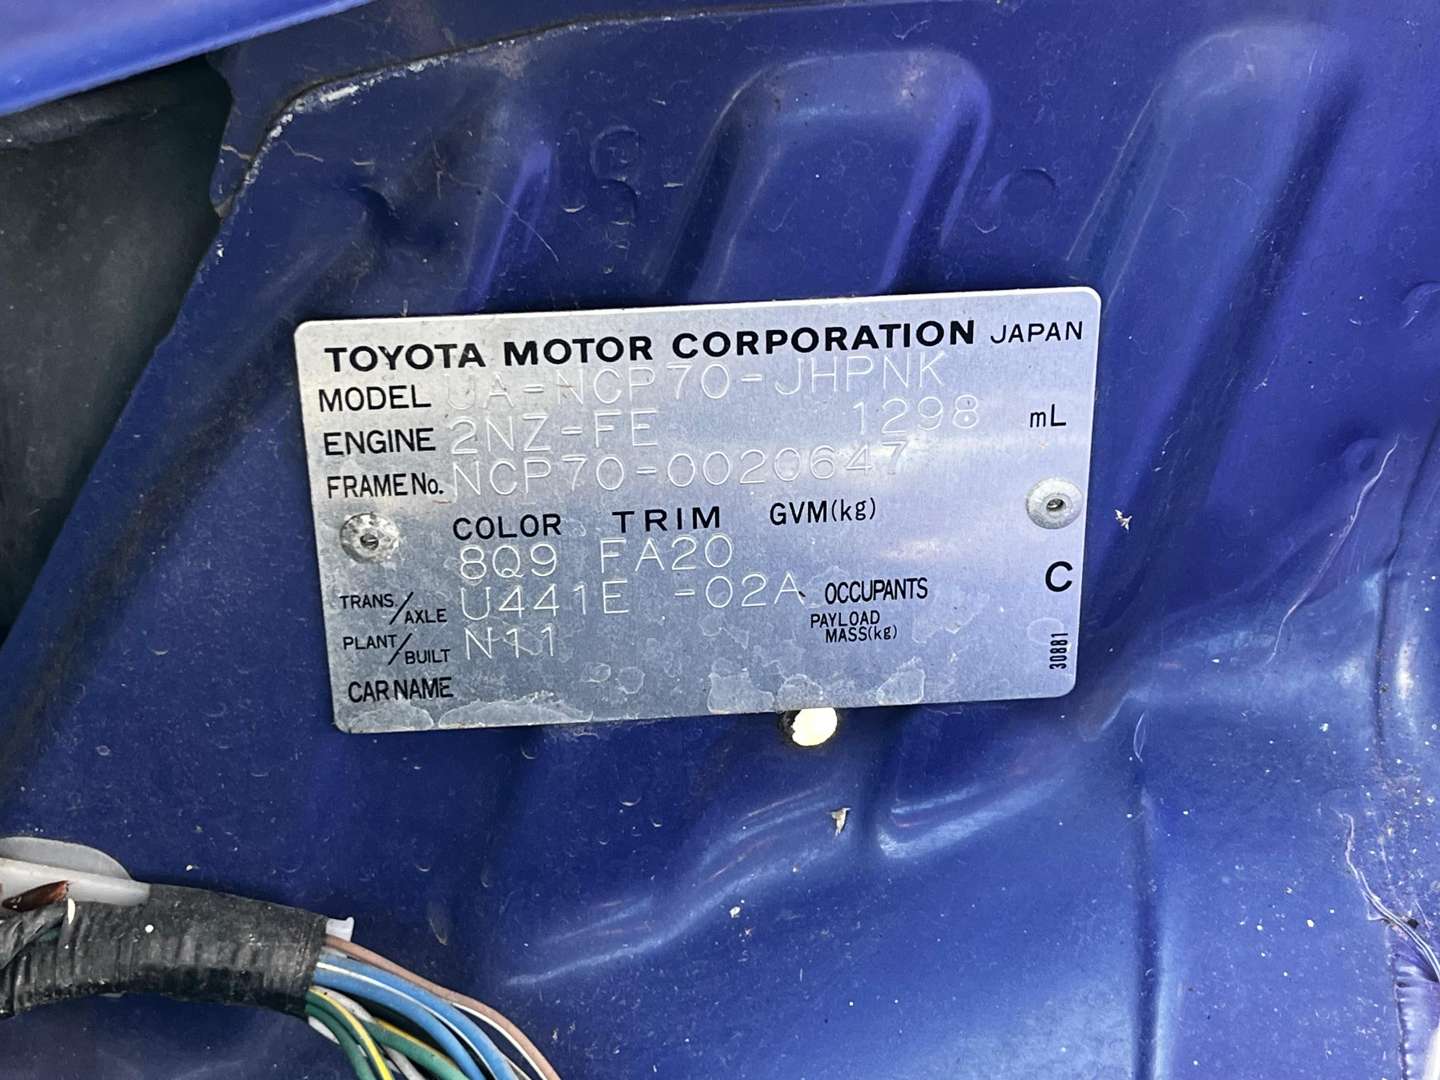 TOYOTA MOTOR CORPORATION JAPAN
MODEL UA-NCP70-JHPNK
ENGINE 2NZ-FE 1298 mL
FRAME No. NCP70-0020647
COLOR TRIM GVM(kg)
8Q9 FA20
TRANS./AXLE U441E -02A OCCUPANTS C
PAYLOAD MASS(kg)
PLANT/BUILT N11
CAR NAME
30881